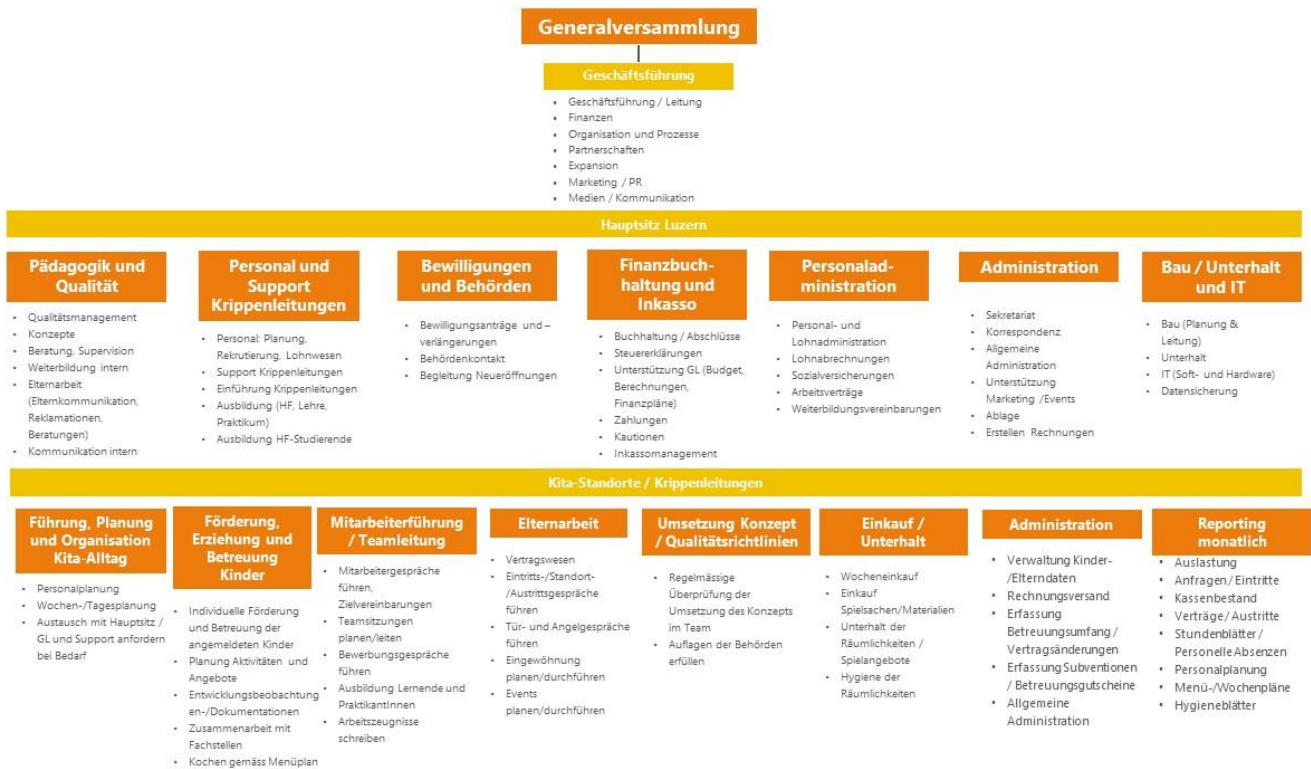 Generalversammlung
Geschäftsführung
• Geschäftsführung / Leitung
• Finanzen
• Organisation und Prozesse
• Partnerschaften
• Expansion
• Marketing / PR
• Medien / Kommunikation
Hauptsitz Luzern
Pädagogik und
Qualität
• Qualitätsmanagement
• Konzepte
• Beratung, Supervision
• Weiterbildung intern
• Elternarbeit
(Elternkommunikation,
Reklamationen,
Beratungen)
• Kommunikation intern
Personal und
Support
Krippenleitungen
• Personal: Planung,
Rekrutierung, Lohnwesen
• Support Krippenleitungen
• Einführung Krippenleitungen
• Ausbildung (HF, Lehre,
Praktikum)
• Ausbildung HF-Studierende
Bewilligungen
und Behörden
• Bewilligungsanträge und –
verlängerungen
• Behördenkontakt
• Begleitung Neueröffnungen
Finanzbuch-
haltung und
Inkasso
• Buchhaltung / Abschlüsse
• Steuererklärungen
• Unterstützung GL (Budget,
Berechnungen,
Finanzpläne)
• Zahlungen
• Kautionen
• Inkassomanagement
Personalad-
ministration
• Personal- und
Lohnadministration
• Lohnabrechnungen
• Sozialversicherungen
• Arbeitsverträge
• Weiterbildungsvereinbarungen
Administration
• Sekretariat
• Korrespondenz
• Allgemeine
Administration
• Unterstützung
Marketing /Events
• Ablage
• Erstellen Rechnungen
Bau / Unterhalt
und IT
• Bau (Planung &
Leitung)
• Unterhalt
• IT (Soft- und Hardware)
• Datensicherung
Kita-Standorte / Krippenleitungen
Führung, Planung
und Organisation
Kita-Alltag
• Personalplanung
• Wochen-/Tagesplanung
• Austausch mit Hauptsitz /
GL und Support anfordern
bei Bedarf
Förderung,
Erziehung und
Betreuung
Kinder
• Individuelle Förderung
und Betreuung der
angemeldeten Kinder
• Planung Aktivitäten und
Angebote
• Entwicklungsbeobachtung
en-/Dokumentationen
• Zusammenarbeit mit
Fachstellen
• Kochen gemäss Menüplan
Mitarbeiterführung
/ Teamleitung
• Mitarbeitergespräche
führen,
Zielvereinbarungen
• Teamsitzungen
planen/leiten
• Bewerbungsgespräche
führen
• Ausbildung Lernende und
PraktikantInnen
• Arbeitszeugnisse
schreiben
Elternarbeit
• Vertragswesen
• Eintritts-/Standort-
/Austrittsgespräche
führen
• Tür- und Angelgespräche
führen
• Eingewöhnung
planen/durchführen
• Events
planen/durchführen
Umsetzung Konzept
/ Qualitätsrichtlinien
• Regelmässige
Überprüfung der
Umsetzung des Konzepts
im Team
• Auflagen der Behörden
erfüllen
Einkauf /
Unterhalt
• Wocheneinkauf
• Einkauf
Spielsachen/Materialien
• Unterhalt der
Räumlichkeiten /
Spielangebote
• Hygiene der
Räumlichkeiten
Administration
• Verwaltung Kinder-
/Elterndaten
• Rechnungsversand
• Erfassung
Betreuungsumfang /
Vertragsänderungen
• Erfassung Subventionen
/ Betreuungsgutscheine
• Allgemeine
Administration
Reporting
monatlich
• Auslastung
• Anfragen/ Eintritte
• Kassenbestand
• Verträge/ Austritte
• Stundenblätter /
Personelle Absenzen
• Personalplanung
• Menü-/Wochenpläne
• Hygieneblätter